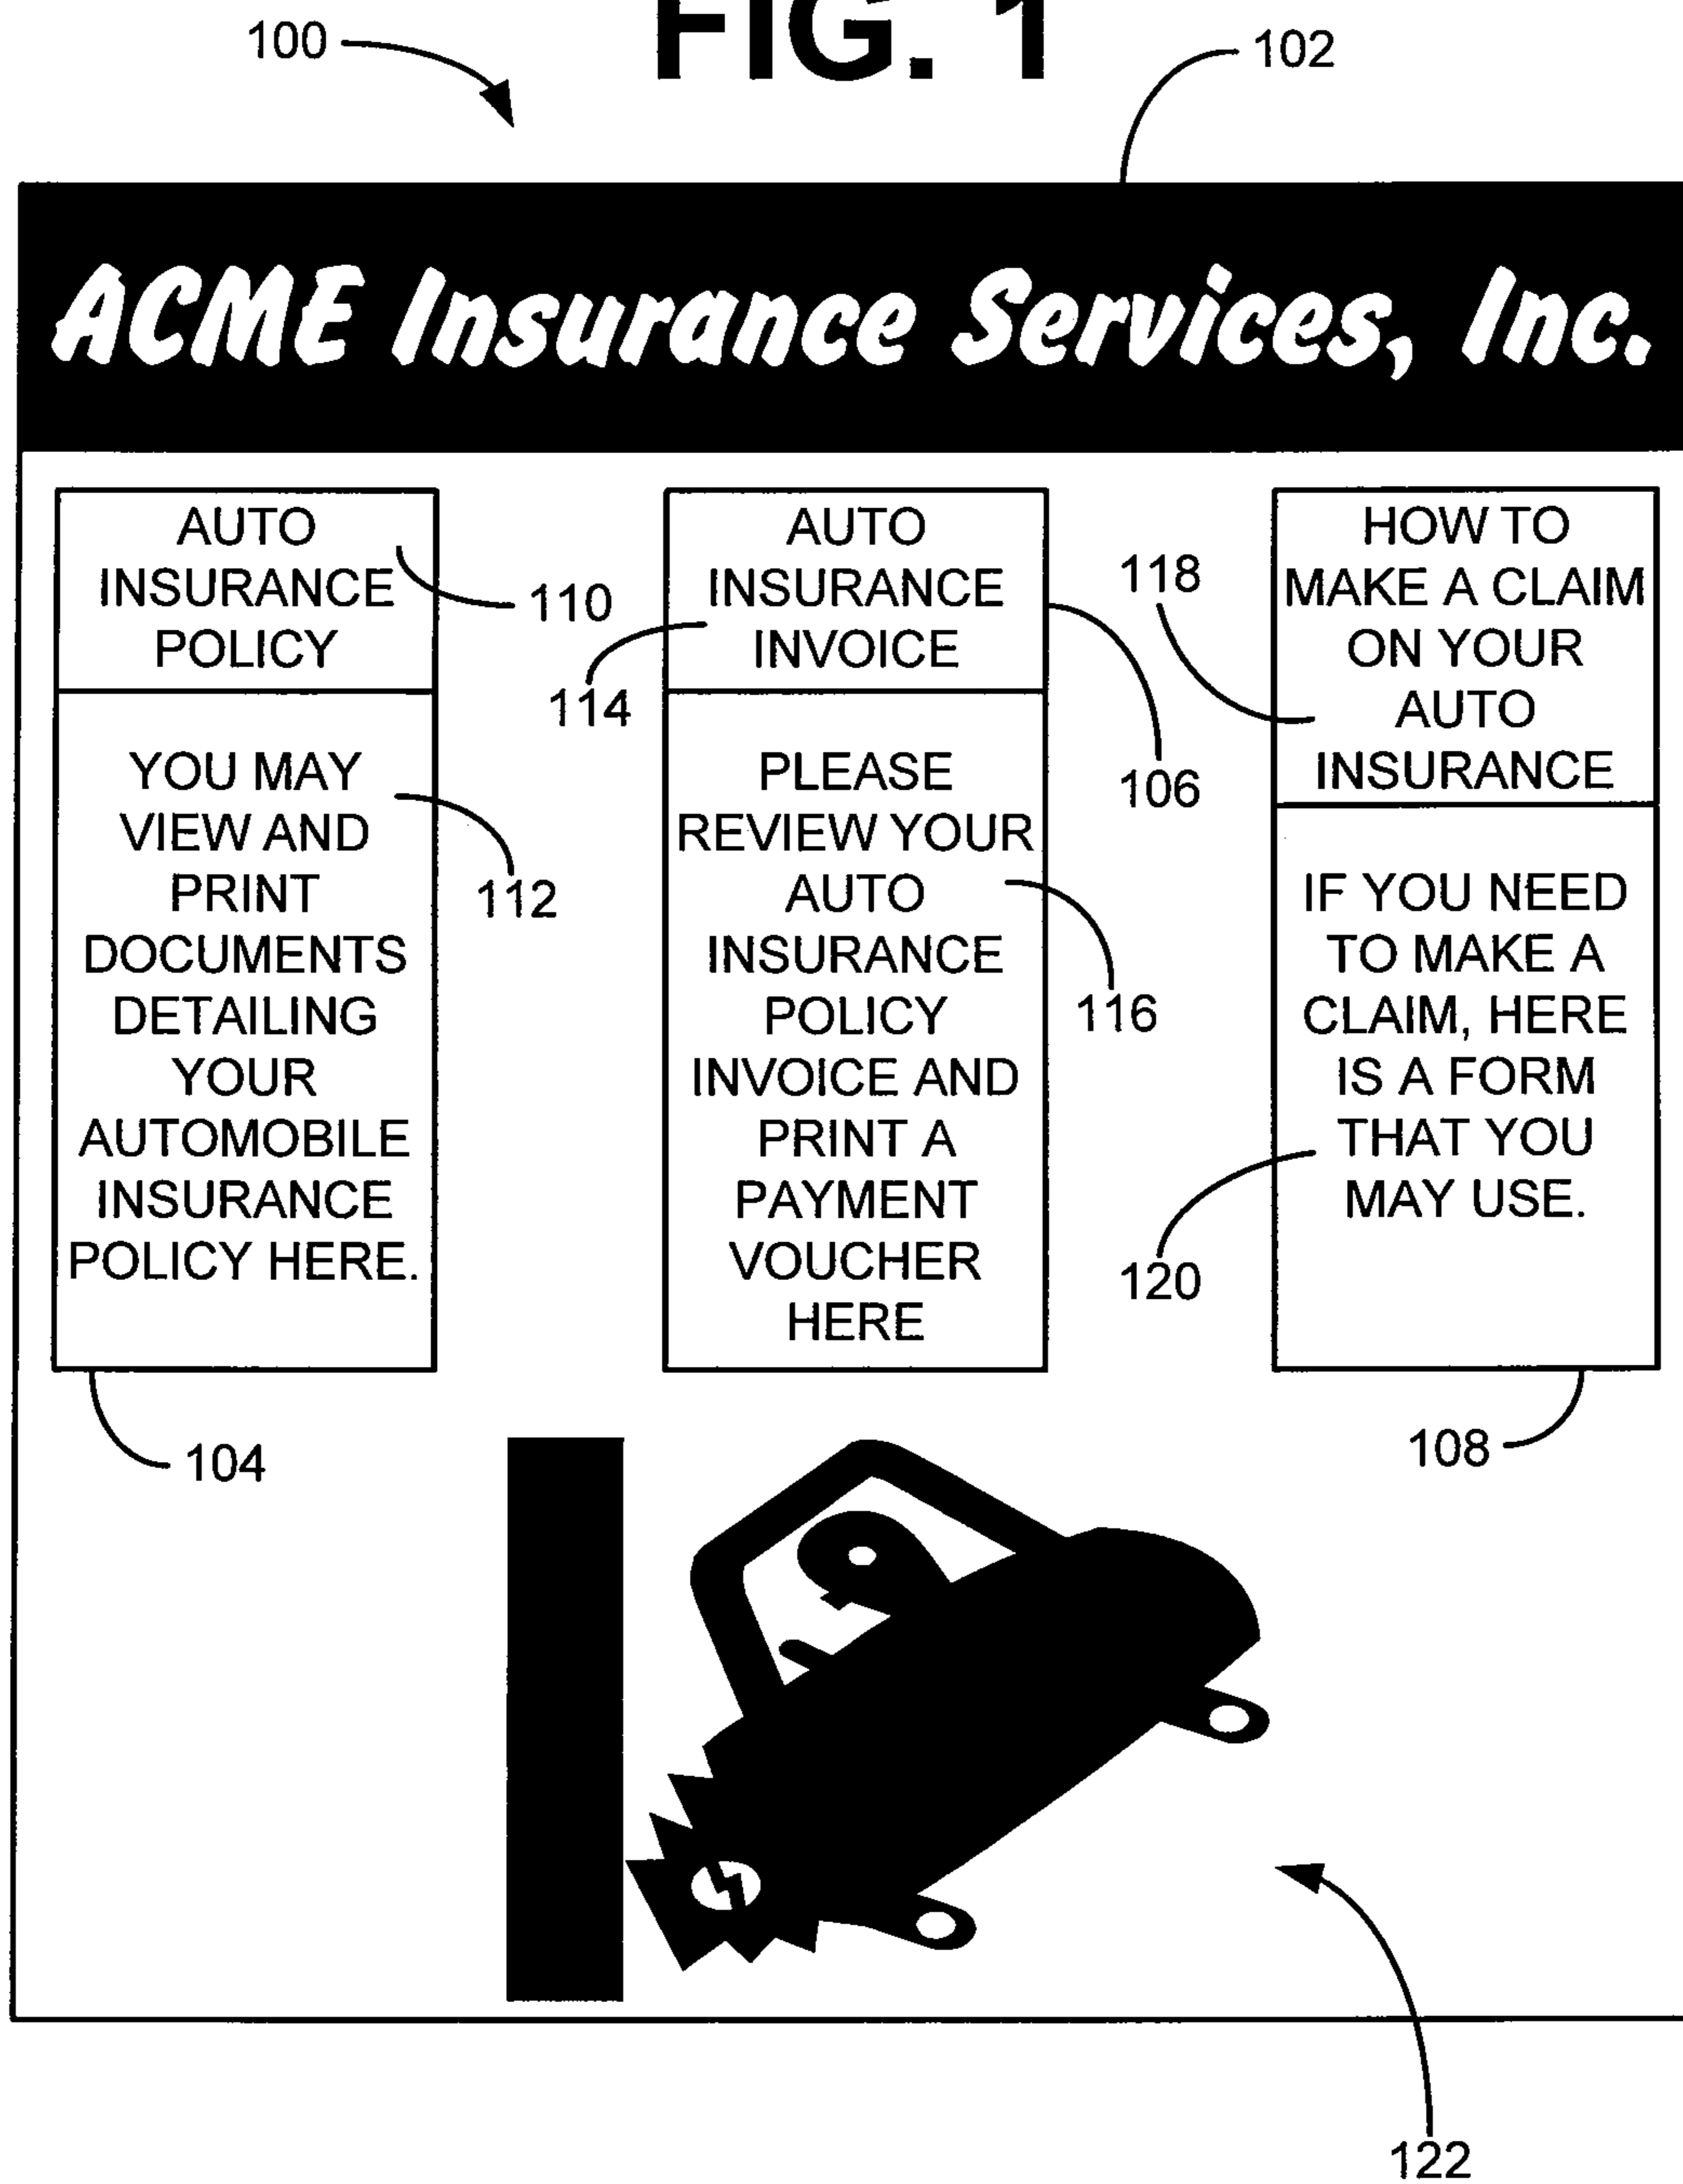 FIG. 1
100
102
ACME Insurance Services, Inc.
AUTO
INSURANCE
POLICY
110
YOU MAY
VIEW AND
PRINT
DOCUMENTS
DETAILING
YOUR
AUTOMOBILE
INSURANCE
POLICY HERE.
112
104
AUTO
INSURANCE
INVOICE
114
106
PLEASE
REVIEW YOUR
AUTO
INSURANCE
POLICY
INVOICE AND
PRINT A
PAYMENT
VOUCHER
HERE
116
HOW TO
MAKE A CLAIM
ON YOUR
AUTO
INSURANCE
118
IF YOU NEED
TO MAKE A
CLAIM, HERE
IS A FORM
THAT YOU
MAY USE.
120
108
122